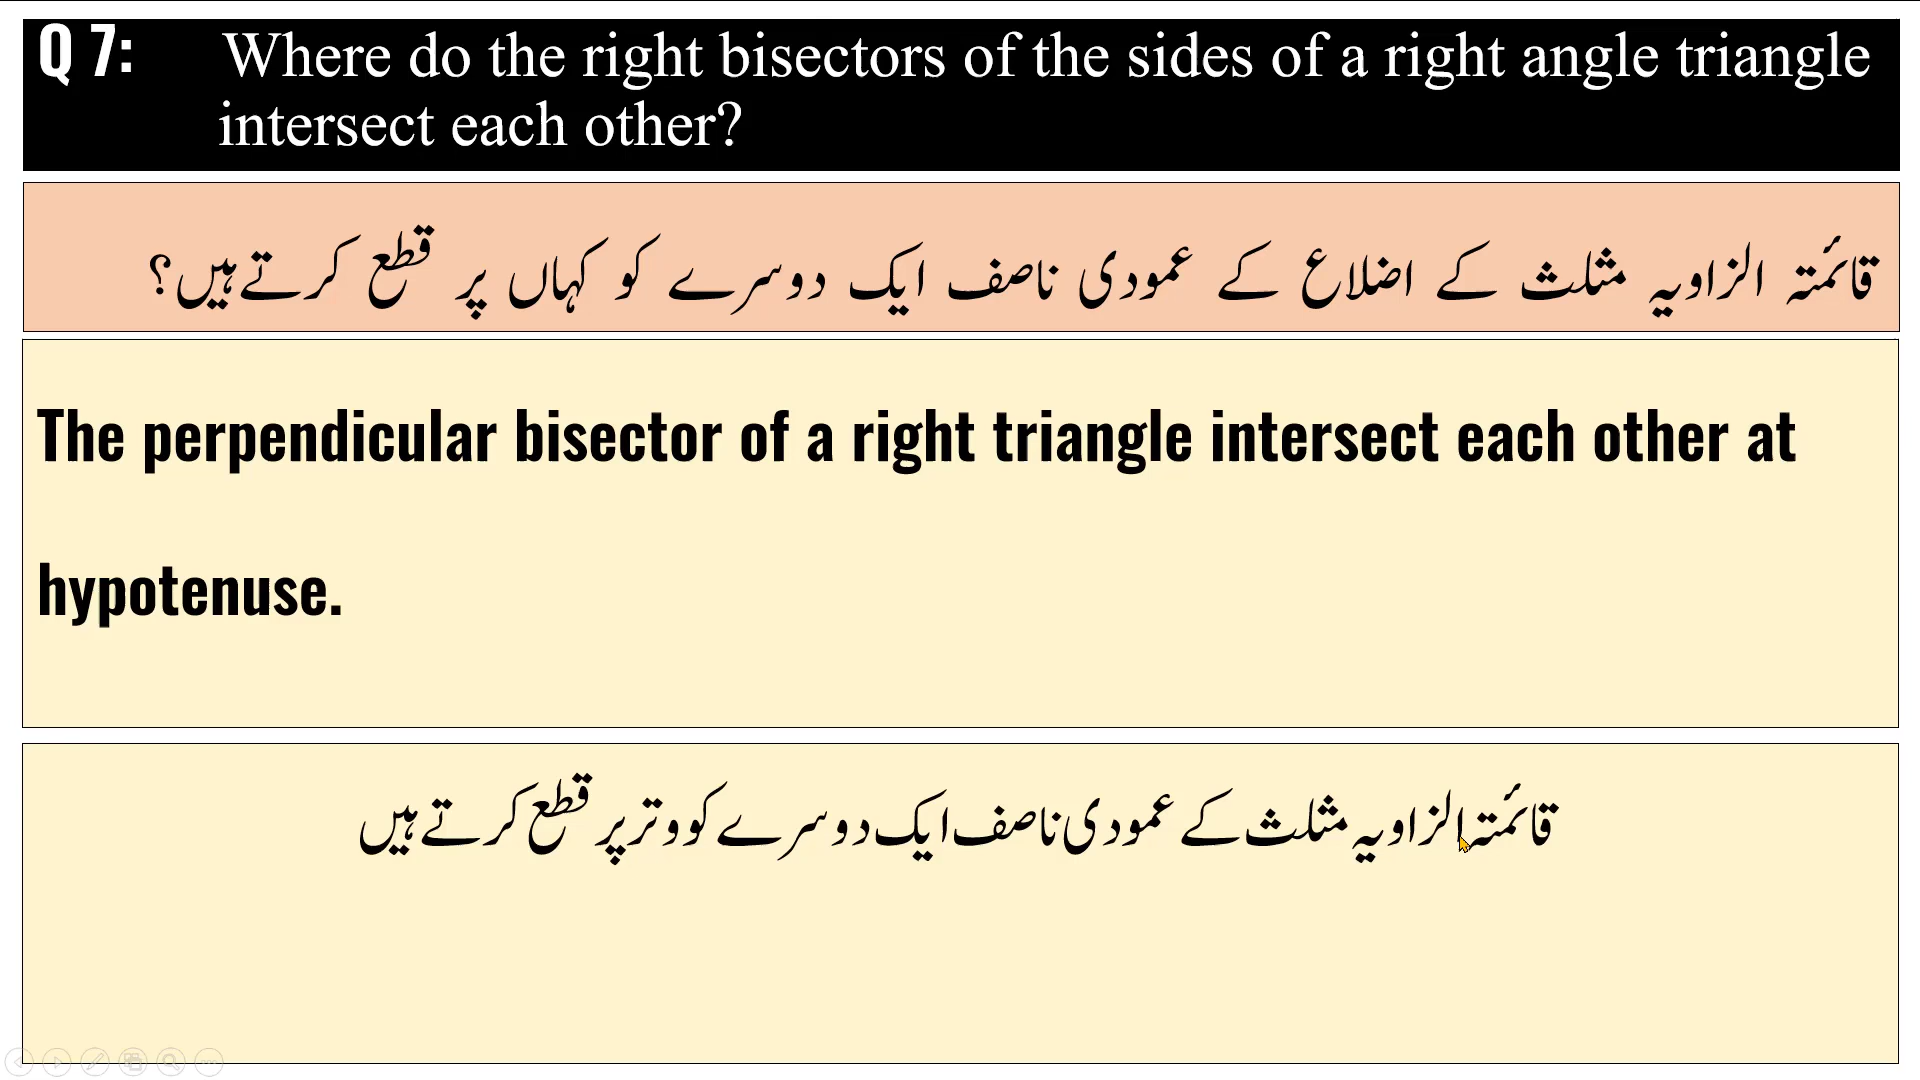 Q 7: Where do the right bisectors of the sides of a right angle triangle
intersect each other?
قائمتہ الزاویہ مثلث کے اضلاع کے عمودی ناصف ایک دوسرے کو کہاں پر قطع کرتےہیں؟
The perpendicular bisector of a right triangle intersect each other at
hypotenuse.
قائمتہ الزاویہ مثلث کے عمودی ناصف ایک دوسرے کو وتر پر قطع کرتے ہیں